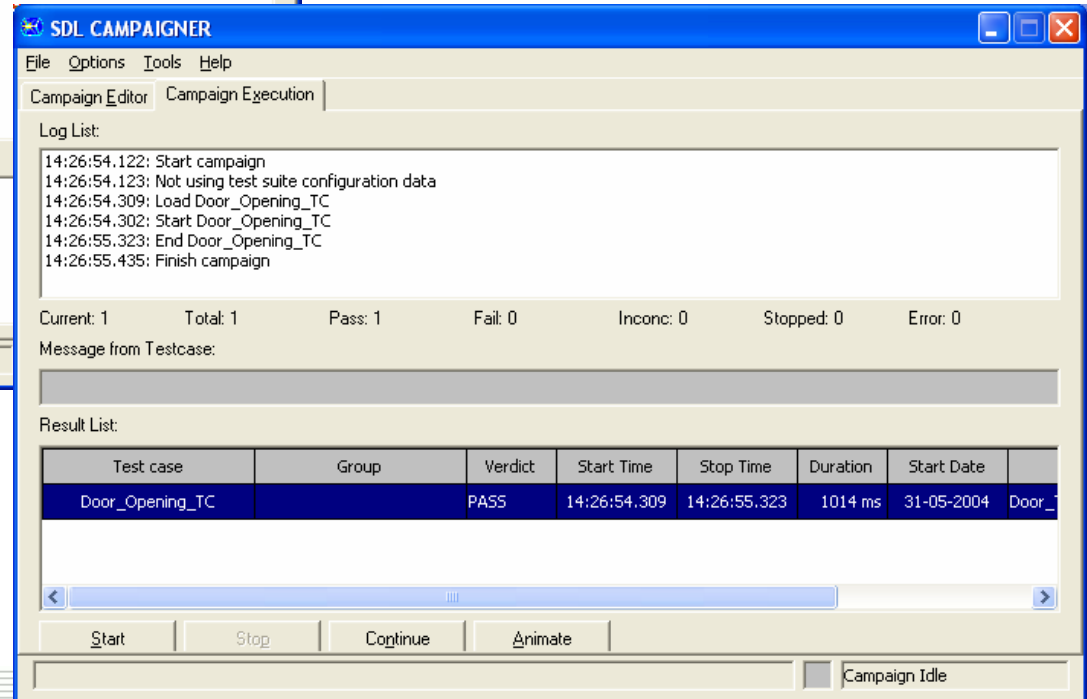 SDL CAMPAIGNER
File Options Tools Help
Campaign Editor Campaign Execution
Log List:
14:26:54.122: Start campaign
14:26:54.123: Not using test suite configuration data
14:26:54.309: Load Door_Opening_TC
14:26:54.302: Start Door_Opening_TC
14:26:55.323: End Door_Opening_TC
14:26:55.435: Finish campaign
Current: 1 Total: 1 Pass: 1 Fail: 0 Inconc: 0 Stopped: 0 Error: 0
Message from Testcase:
Result List:
Test case Group Verdict Start Time Stop Time Duration Start Date
Door_Opening_TC PASS 14:26:54.309 14:26:55.323 1014 ms 31-05-2004 Door_
Start Stop Continue Animate
Campaign Idle